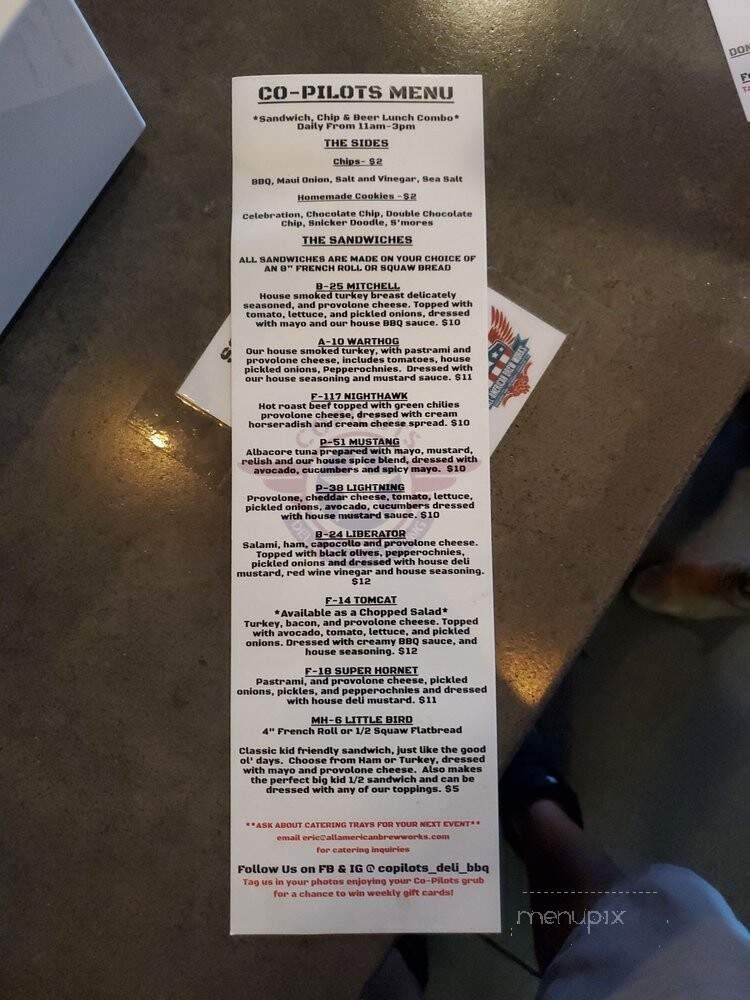 CO-PILOTS MENU
*Sandwich, Chip & Beer Lunch Combo*
Daily From 11am-3pm
THE SIDES
Chips- $2
BBQ, Maui Onion, Salt and Vinegar, Sea Salt
Homemade Cookies -$2
Celebration, Chocolate Chip, Double Chocolate
Chip, Snicker Doodle, S'mores
THE SANDWICHES
ALL SANDWICHES ARE MADE ON YOUR CHOICE OF
AN 8" FRENCH ROLL OR SQUAW BREAD
B-25 MITCHELL
House smoked turkey breast delicately
seasoned, and provolone cheese. Topped with
tomato, lettuce, and pickled onions, dressed
with mayo and our house BBQ sauce. $10
A-10 WARTHOG
Our house smoked turkey, with pastrami and
provolone cheese, includes tomatoes, house
pickled onions, Pepperochnies. Dressed with
our house seasoning and mustard sauce. $11
F-117 NIGHTHAWK
Hot roast beef topped with green chilies
provolone cheese, dressed with cream
horseradish and cream cheese spread. $10
P-51 MUSTANG
Albacore tuna prepared with mayo, mustard,
relish and our house spice blend, dressed with
avocado, cucumbers and spicy mayo. $10
P-38 LIGHTNING
Provolone, cheddar cheese, tomato, lettuce,
pickled onions, avocado, cucumbers dressed
with house mustard sauce. $10
B-24 LIBERATOR
Salami, ham, capocollo and provolone cheese.
Topped with black olives, pepperochnies,
pickled onions and dressed with house deli
mustard, red wine vinegar and house seasoning.
$12
F-14 TOMCAT
*Available as a Chopped Salad*
Turkey, bacon, and provolone cheese. Topped
with avocado, tomato, lettuce, and pickled
onions. Dressed with creamy BBQ sauce, and
house seasoning. $12
F-18 SUPER HORNET
Pastrami, and provolone cheese, pickled
onions, pickles, and pepperochnies and dressed
with house deli mustard. $11
MH-6 LITTLE BIRD
4" French Roll or 1/2 Squaw Flatbread
Classic kid friendly sandwich, just like the good
ol' days. Choose from Ham or Turkey, dressed
with mayo and provolone cheese. Also makes
the perfect big kid 1/2 sandwich and can be
dressed with any of our toppings. $5
**ASK ABOUT CATERING TRAYS FOR YOUR NEXT EVENT**
email eric@allamericanbrewworks.com
for catering inquiries
Follow Us on FB & IG @ copilots_deli_bbq
Tag us in your photos enjoying your Co-Pilots grub
for a chance to win weekly gift cards!
menupix